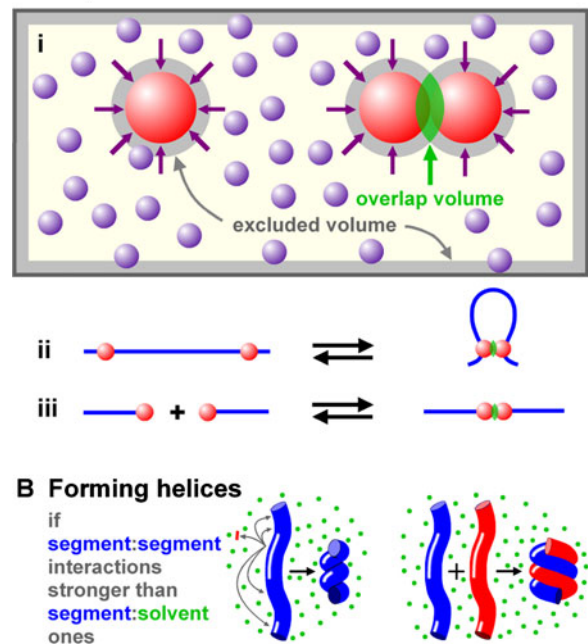 i
overlap volume
excluded volume
ii
iii
+
B Forming helices
if
segment:segment
interactions
stronger than
segment:solvent
ones
+